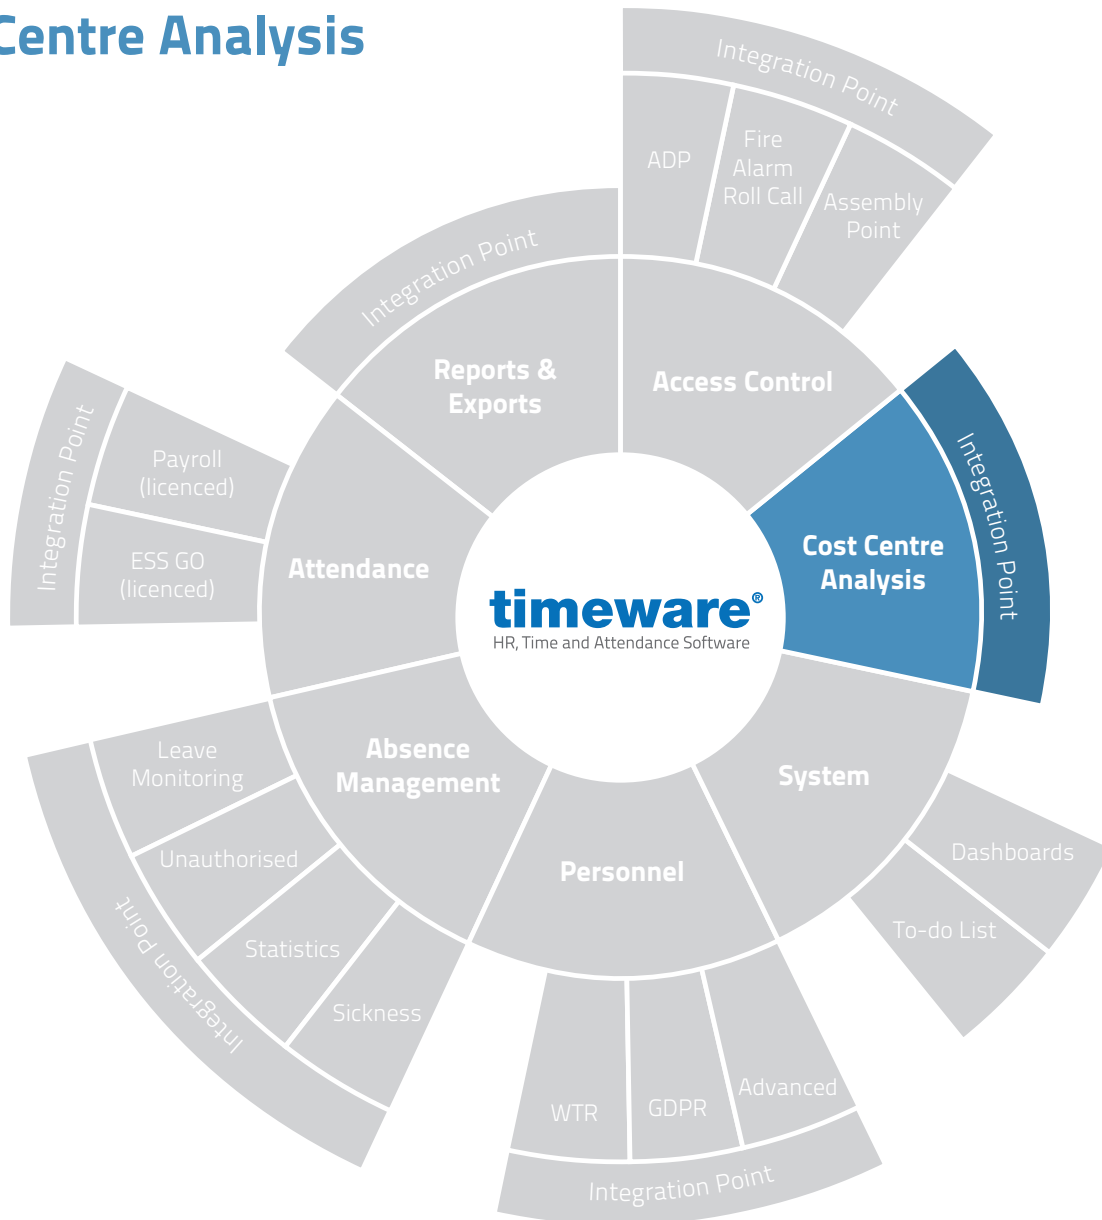 Centre Analysis
Integration Point
ADP
Fire
Alarm
Roll Call
Assembly
Point
Integration Point
Reports &
Exports
Access Control
Integration Point
Cost Centre
Analysis
Integration Point
Payroll
(licenced)
ESS GO
(licenced)
Attendance
timeware®
HR, Time and Attendance Software
Absence
Management
Leave
Monitoring
Unauthorised
Statistics
Sickness
Integration Point
System
Dashboards
To-do List
Personnel
WTR
GDPR
Advanced
Integration Point